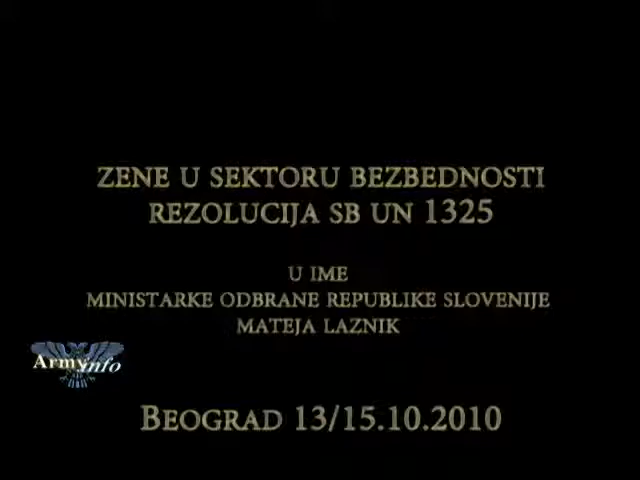 ZENE U SEKTORU BEZBEDNOSTI
REZOLUCIJA SB UN 1325
U IME
MINISTARKE ODBRANE REPUBLIKE SLOVENIJE
MATEJA LAZNIK
Armyinfo
BEOGRAD 13/15.10.2010